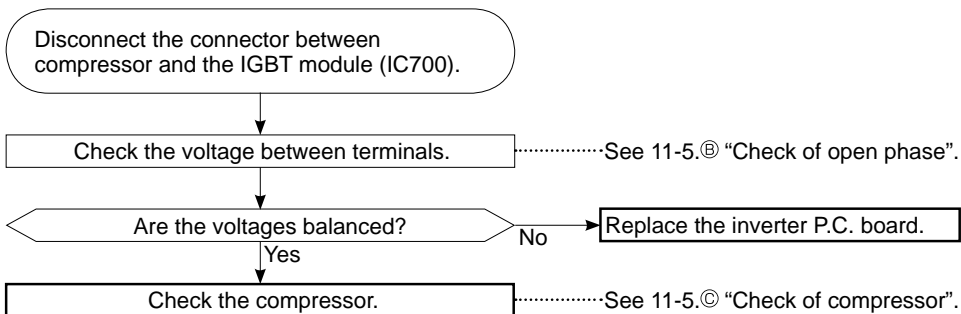 Disconnect the connector between
compressor and the IGBT module (IC700).
Check the voltage between terminals.
See 11-5.Ⓑ “Check of open phase”.
Are the voltages balanced?
No
Replace the inverter P.C. board.
Yes
Check the compressor.
See 11-5.Ⓒ “Check of compressor”.